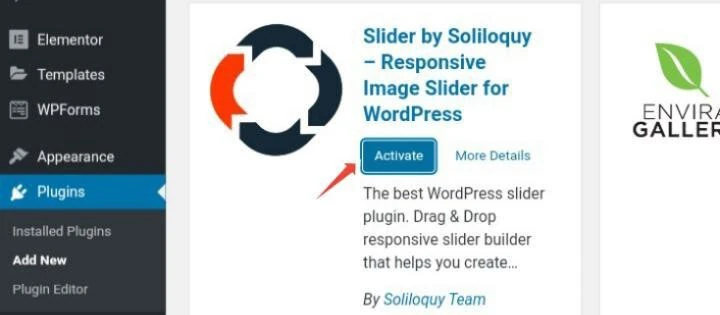 Elementor
Templates
WPForms
Appearance
Plugins
Installed Plugins
Add New
Plugin Editor
Slider by Soliloquy
– Responsive
Image Slider for
WordPress
Activate
More Details
The best WordPress slider
plugin. Drag & Drop
responsive slider builder
that helps you create...
By Soliloquy Team
ENVIRA
GALLER